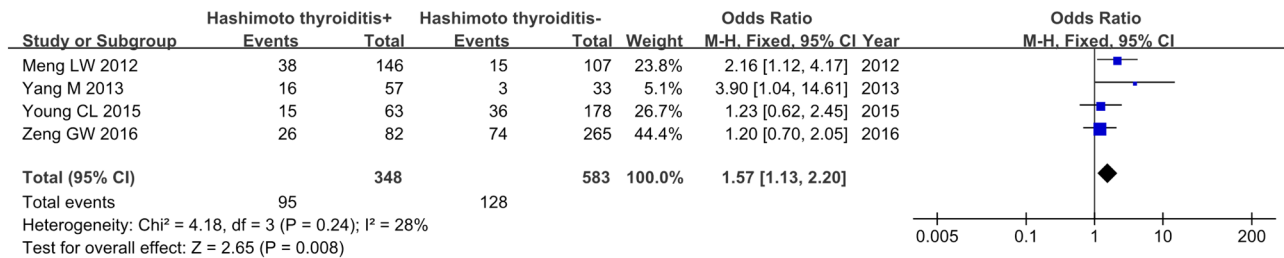 Hashimoto thyroiditis+ Hashimoto thyroiditis- Odds Ratio Odds Ratio
Study or Subgroup Events Total Events Total Weight M-H, Fixed, 95% CI Year M-H, Fixed, 95% CI
Meng LW 2012 38 146 15 107 23.8% 2.16 [1.12, 4.17] 2012
Yang M 2013 16 57 3 33 5.1% 3.90 [1.04, 14.61] 2013
Young CL 2015 15 63 36 178 26.7% 1.23 [0.62, 2.45] 2015
Zeng GW 2016 26 82 74 265 44.4% 1.20 [0.70, 2.05] 2016
Total (95% CI) 348 583 100.0% 1.57 [1.13, 2.20]
Total events 95 128
Heterogeneity: Chi² = 4.18, df = 3 (P = 0.24); I² = 28%
Test for overall effect: Z = 2.65 (P = 0.008)
0.005 0.1 1 10 200